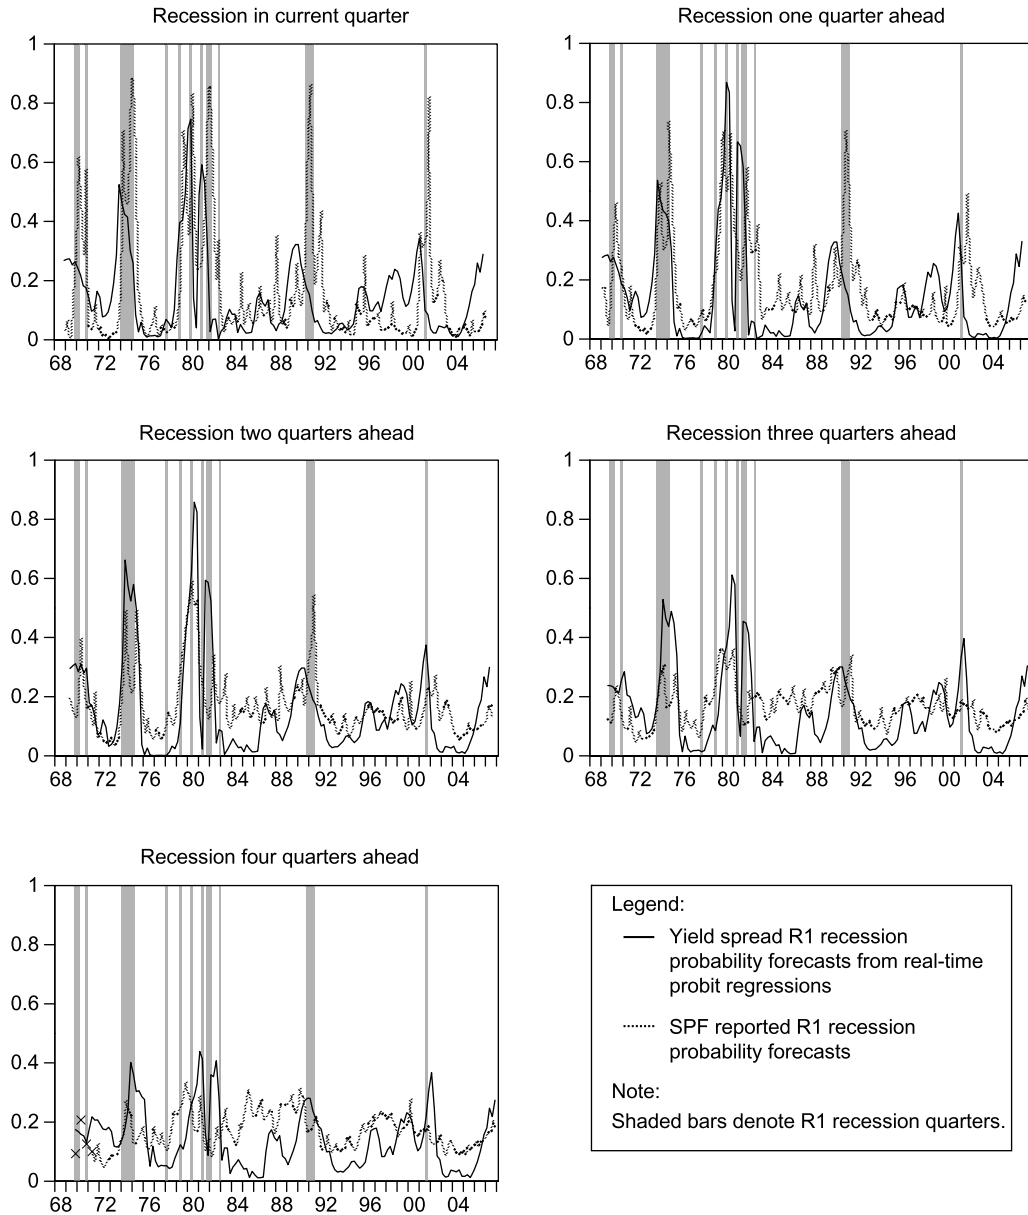 Recession in current quarter
1
0.8
0.6
0.4
0.2
0
68 72 76 80 84 88 92 96 00 04
Recession one quarter ahead
1
0.8
0.6
0.4
0.2
0
68 72 76 80 84 88 92 96 00 04
Recession two quarters ahead
1
0.8
0.6
0.4
0.2
0
68 72 76 80 84 88 92 96 00 04
Recession three quarters ahead
1
0.8
0.6
0.4
0.2
0
68 72 76 80 84 88 92 96 00 04
Recession four quarters ahead
1
0.8
0.6
0.4
0.2
0
68 72 76 80 84 88 92 96 00 04
Legend:
Yield spread R1 recession
probability forecasts from real-time
probit regressions
SPF reported R1 recession
probability forecasts
Note:
Shaded bars denote R1 recession quarters.